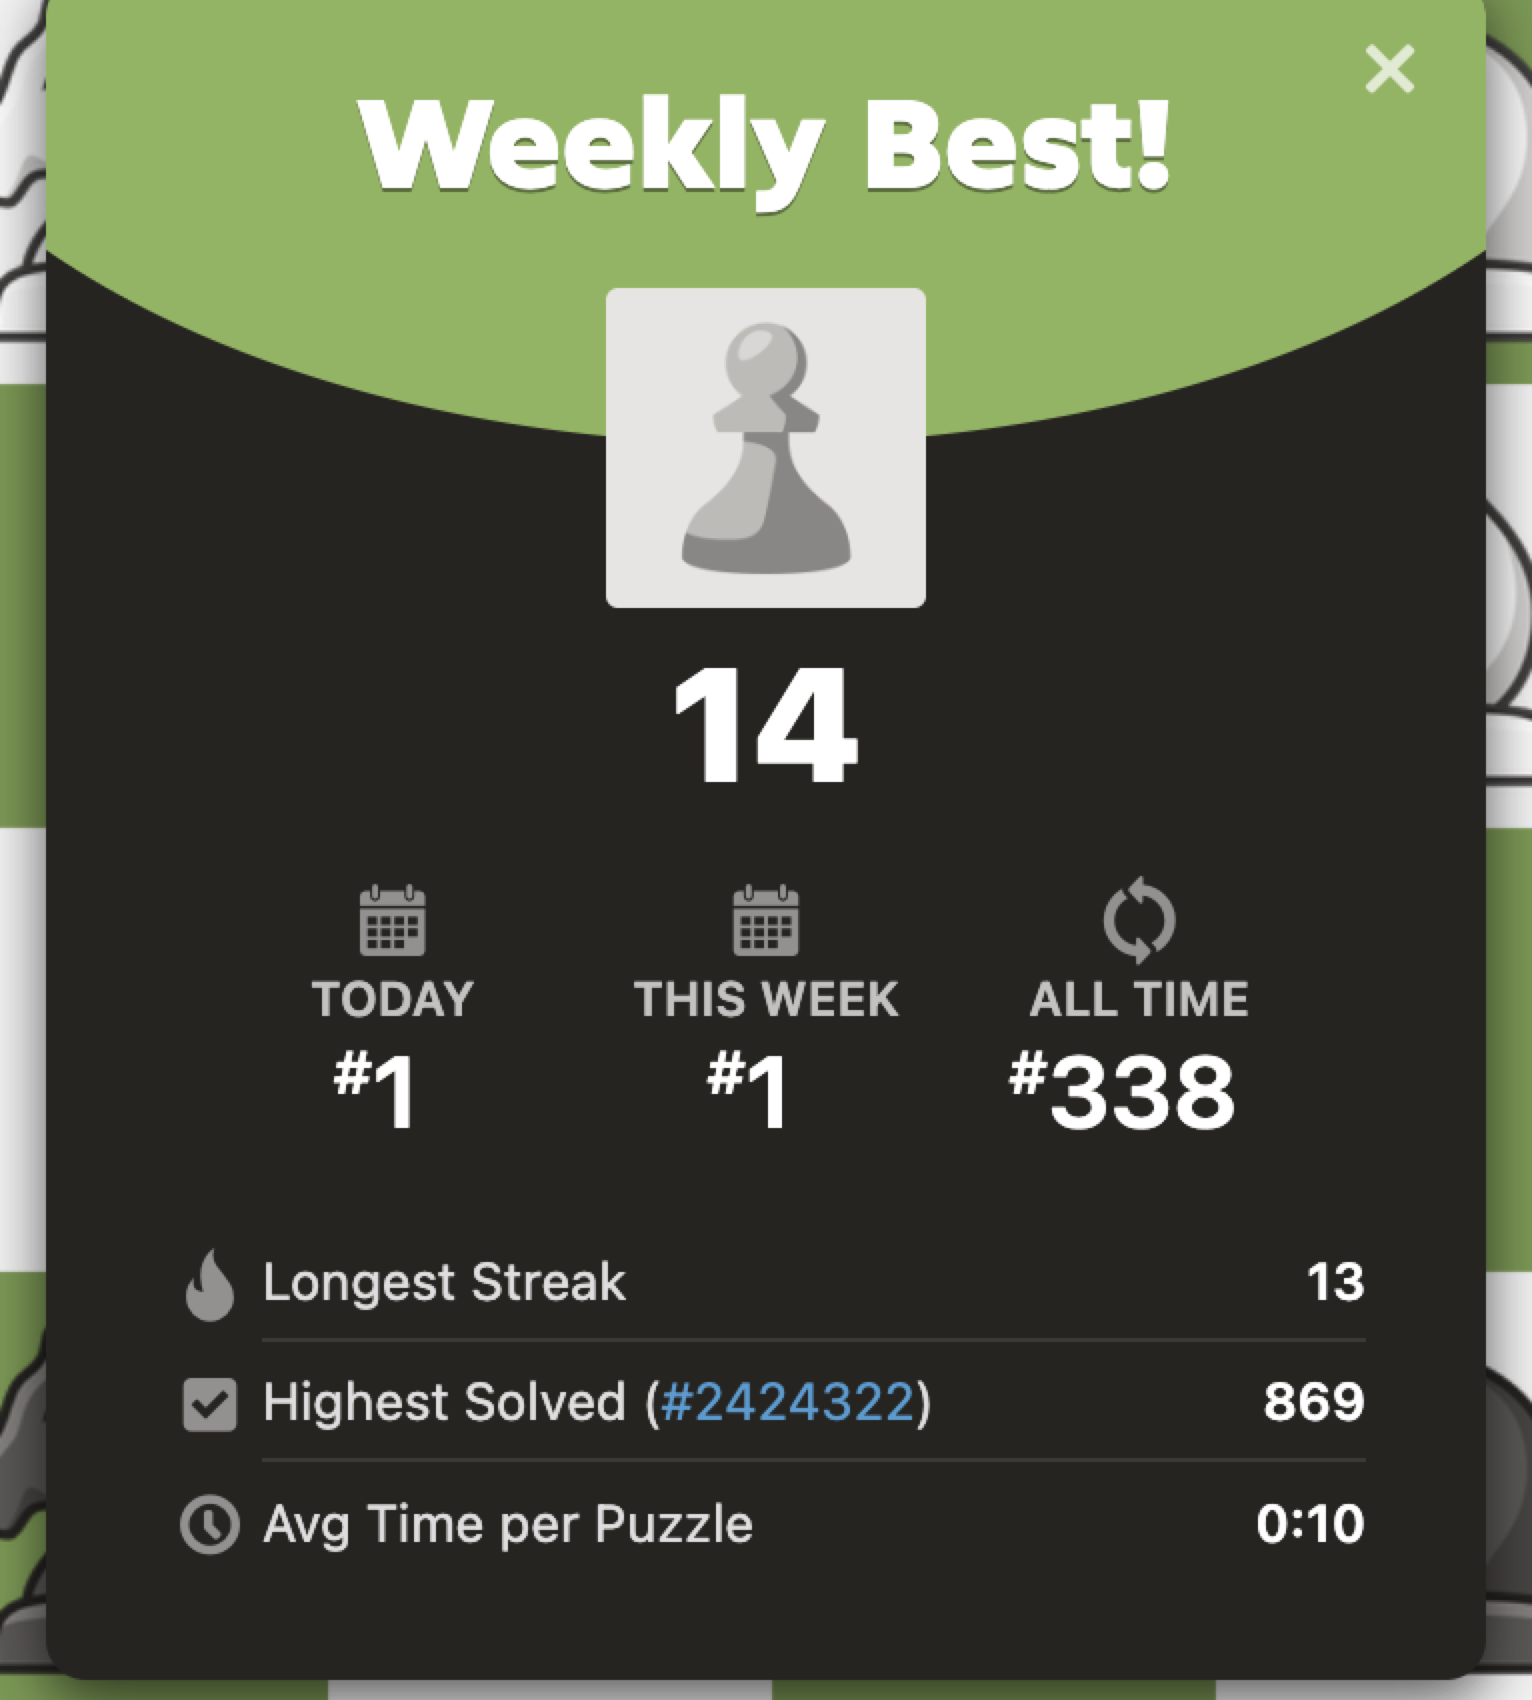 Weekly Best!
14
TODAY THIS WEEK ALL TIME
#1 #1 #338
Longest Streak 13
Highest Solved (#2424322) 869
Avg Time per Puzzle 0:10